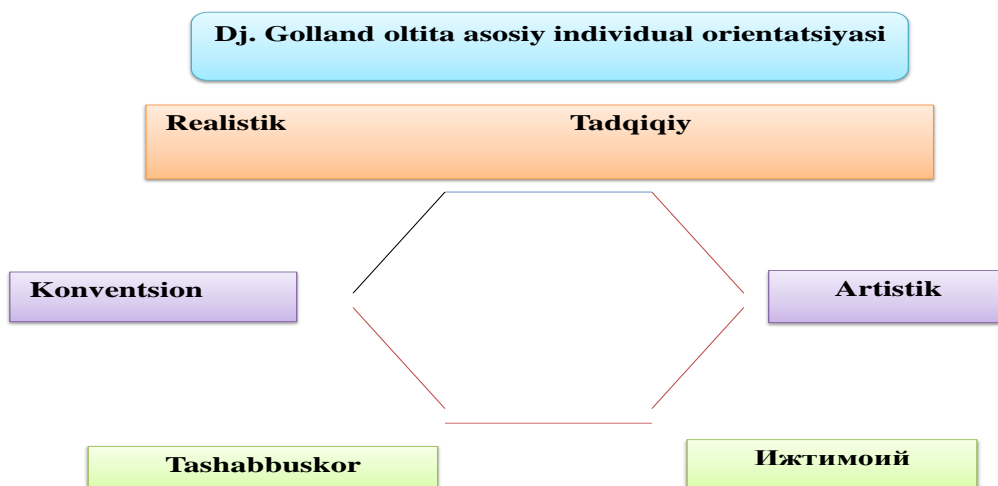 Dj. Golland oltita asosiy individual orientatsiyasi
Realistik Tadqiqiy
Konventsion
Artistik
Tashabbuskor
Ижтимоий